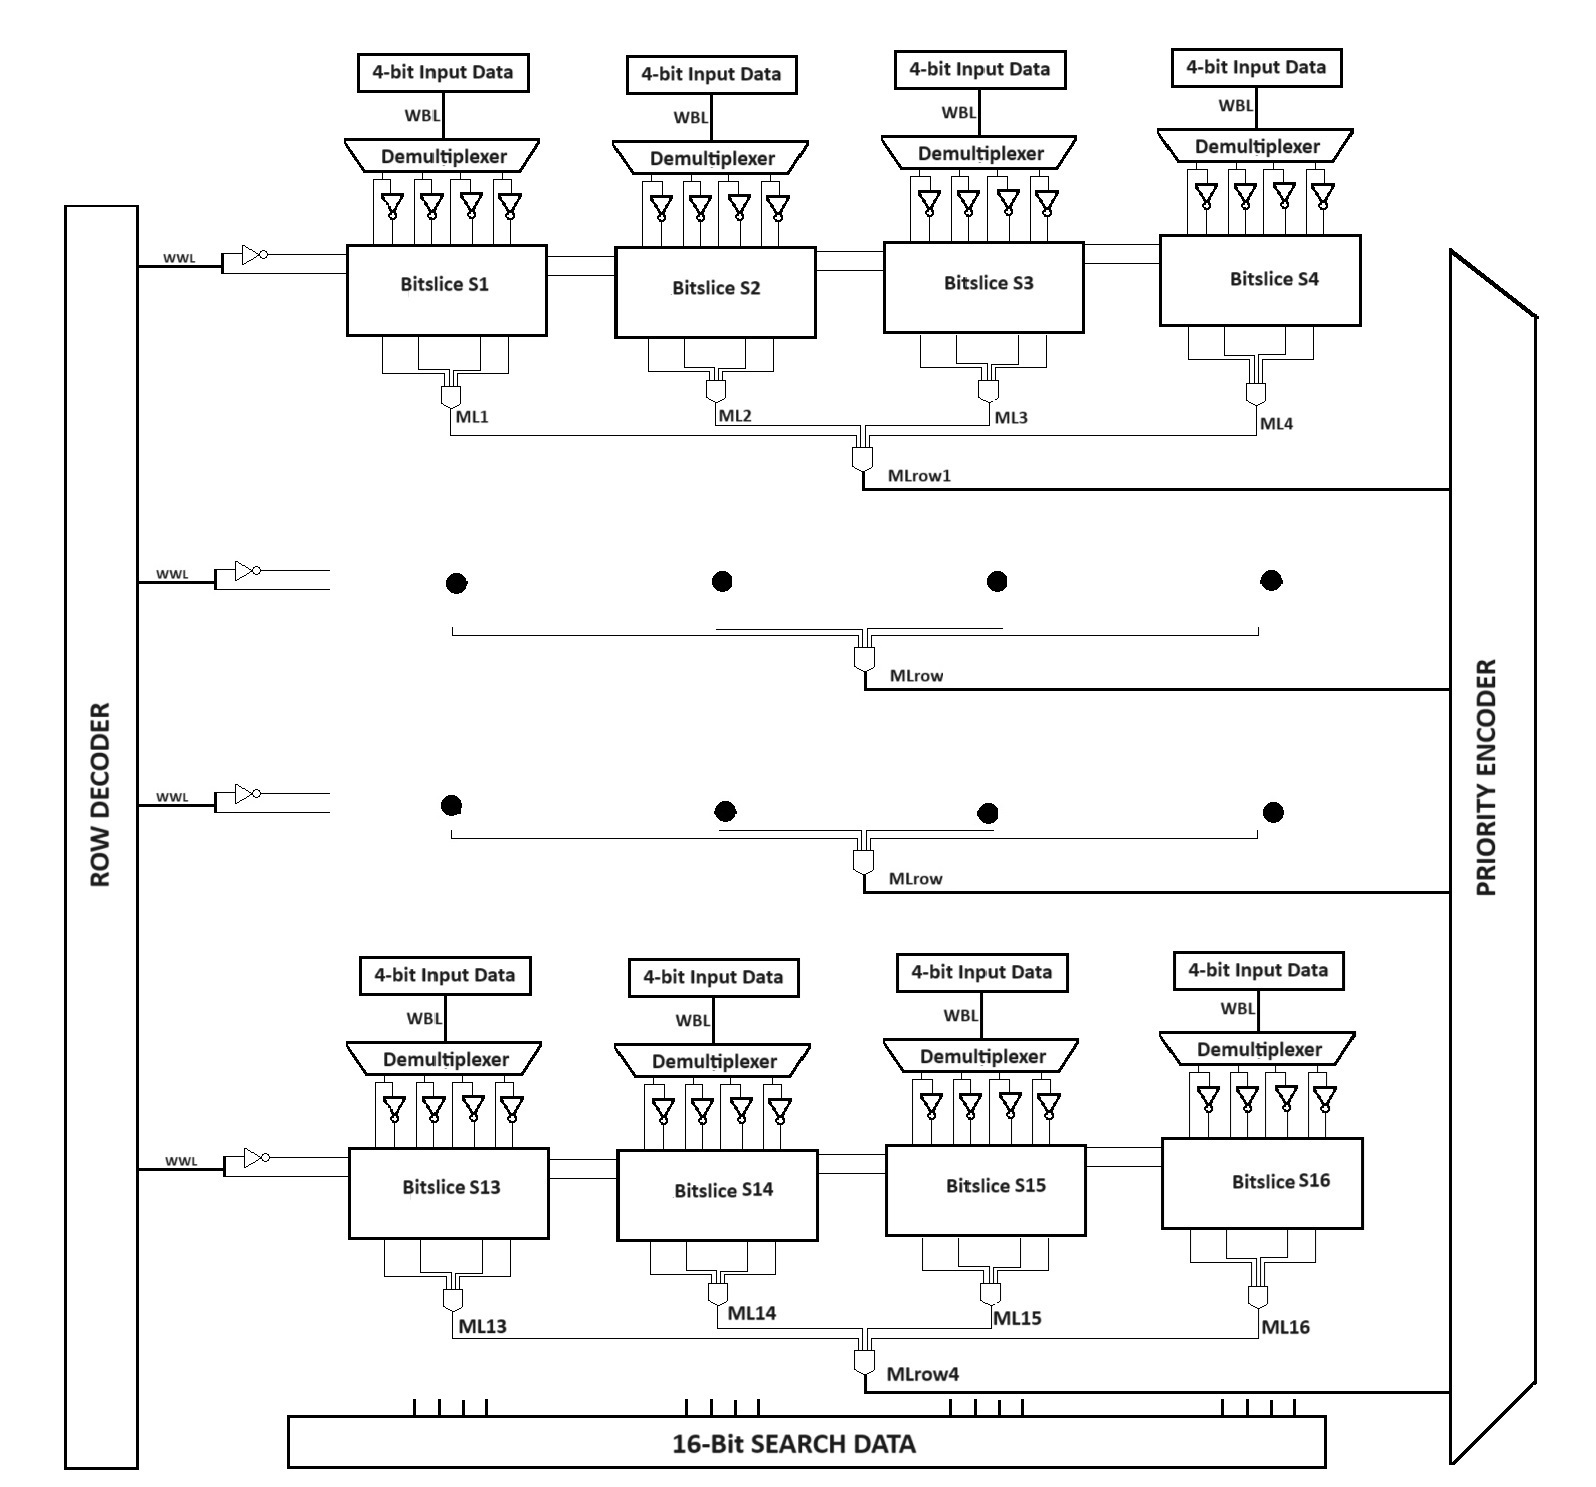 4-bit Input Data
4-bit Input Data
4-bit Input Data
4-bit Input Data
WBL
WBL
WBL
WBL
Demultiplexer
Demultiplexer
Demultiplexer
Demultiplexer
WWL
Bitslice S1
Bitslice S2
Bitslice S3
Bitslice S4
ML1
ML2
ML3
ML4
MLrow1
WWL
MLrow
WWL
MLrow
ROW DECODER
PRIORITY ENCODER
4-bit Input Data
4-bit Input Data
4-bit Input Data
4-bit Input Data
WBL
WBL
WBL
WBL
Demultiplexer
Demultiplexer
Demultiplexer
Demultiplexer
WWL
Bitslice S13
Bitslice S14
Bitslice S15
Bitslice S16
ML13
ML14
ML15
ML16
MLrow4
16-Bit SEARCH DATA